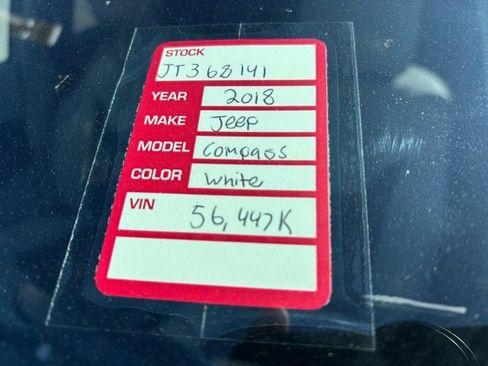 STOCK
JT368141
YEAR 2018
MAKE Jeep
MODEL Compass
COLOR White
VIN 56,447K